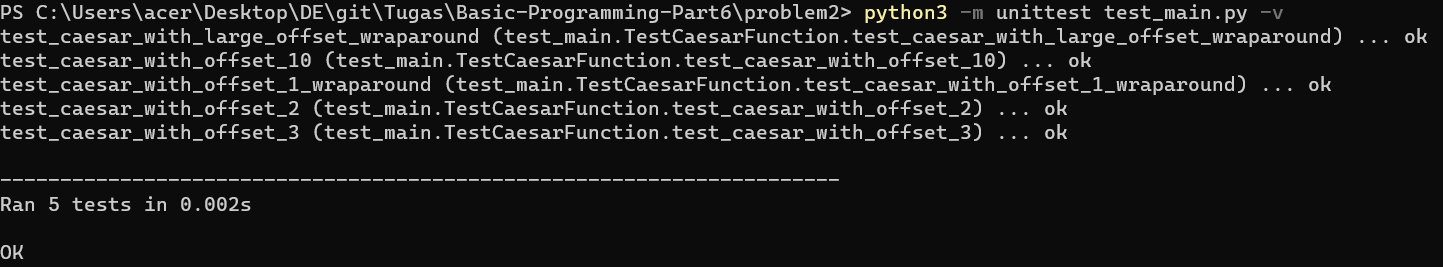 PS C:\Users\acer\Desktop\DE\git\Tugas\Basic-Programming-Part6\problem2> python3 -m unittest test_main.py -v
test_caesar_with_large_offset_wraparound (test_main.TestCaesarFunction.test_caesar_with_large_offset_wraparound) ... ok
test_caesar_with_offset_10 (test_main.TestCaesarFunction.test_caesar_with_offset_10) ... ok
test_caesar_with_offset_1_wraparound (test_main.TestCaesarFunction.test_caesar_with_offset_1_wraparound) ... ok
test_caesar_with_offset_2 (test_main.TestCaesarFunction.test_caesar_with_offset_2) ... ok
test_caesar_with_offset_3 (test_main.TestCaesarFunction.test_caesar_with_offset_3) ... ok
----------------------------------------------------------------------
Ran 5 tests in 0.002s
OK